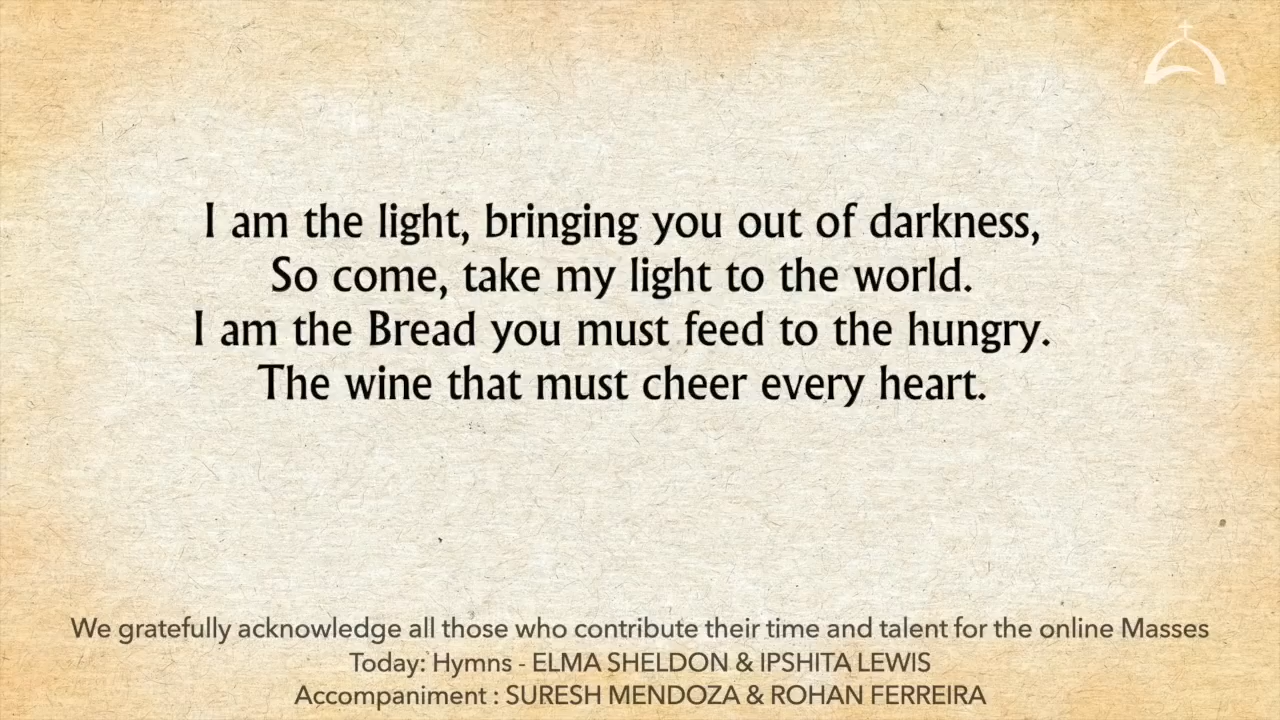 I am the light, bringing you out of darkness,
So come, take my light to the world.
I am the Bread you must feed to the hungry.
The wine that must cheer every heart.
We gratefully acknowledge all those who contribute their time and talent for the online Masses
Today: Hymns - ELMA SHELDON & IPSHITA LEWIS
Accompaniment : SURESH MENDOZA & ROHAN FERREIRA